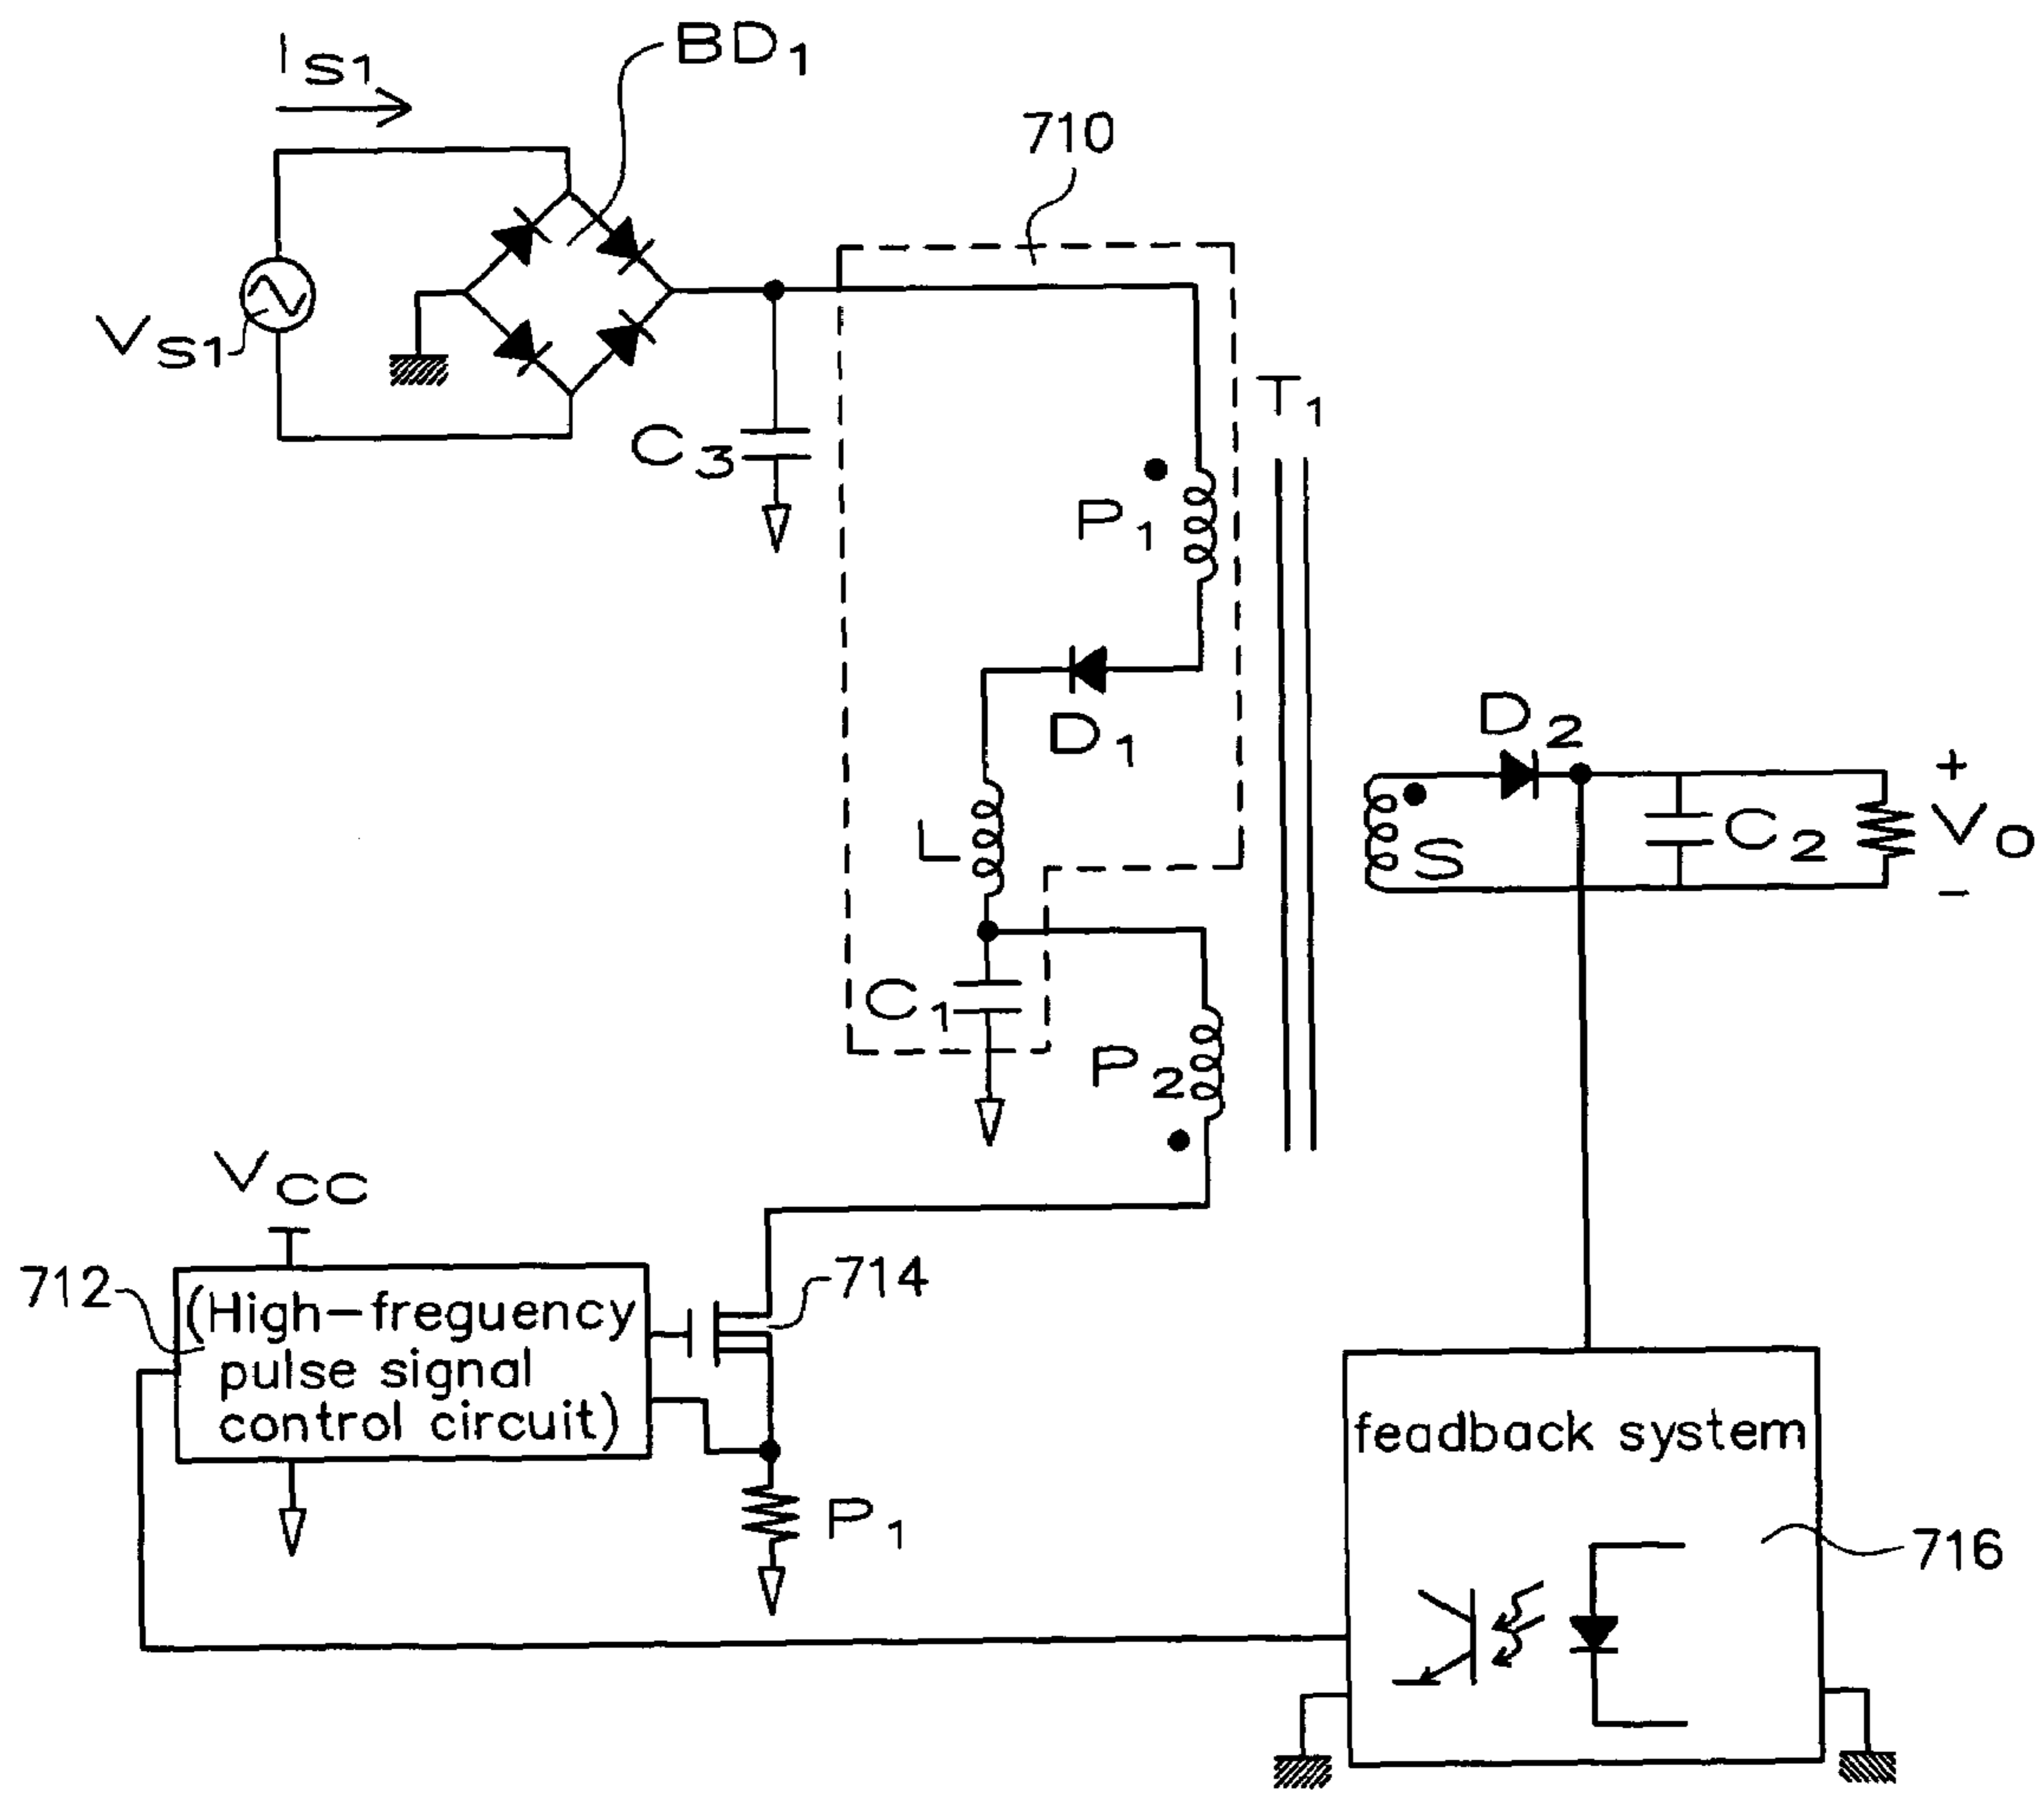 IS1
BD1
710
VS1
C3
T1
P1
D1
D2
L
S
C2
+
VO
−
C1
P2
VCC
712
714
(High-freguency
pulse signal
control circuit)
feadback system
P1
716